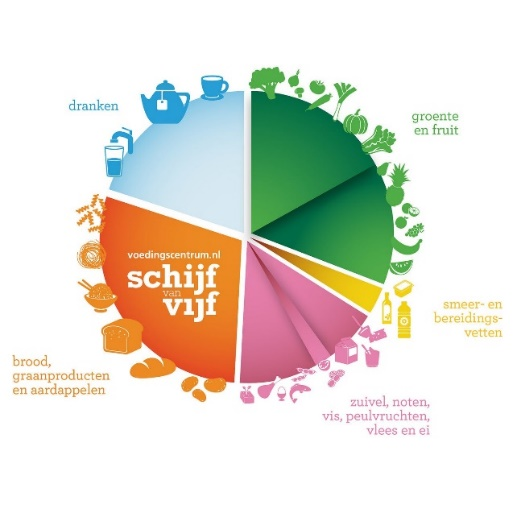 dranken
groente
en fruit
voedingscentrum.nl
schijf
van
vijf
smeer- en
bereidings-
vetten
brood,
graanproducten
en aardappelen
zuivel, noten,
vis, peulvruchten,
vlees en ei